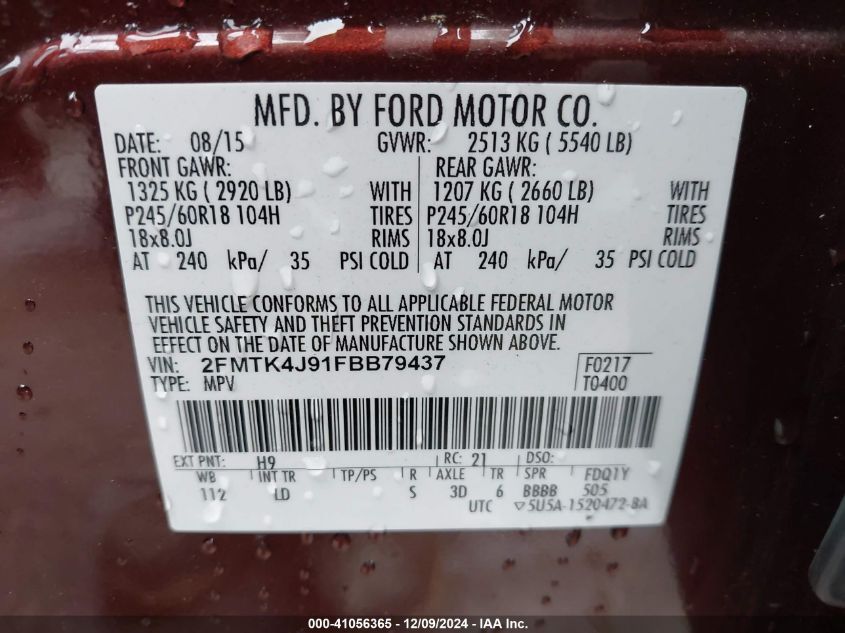 MFD. BY FORD MOTOR CO.
DATE: 08/15 GVWR: 2513 KG ( 5540 LB)
FRONT GAWR: REAR GAWR:
1325 KG ( 2920 LB) WITH 1207 KG ( 2660 LB) WITH
P245/60R18 104H TIRES P245/60R18 104H TIRES
18x8.0J RIMS 18x8.0J RIMS
AT 240 kPa/ 35 PSI COLD AT 240 kPa/ 35 PSI COLD
THIS VEHICLE CONFORMS TO ALL APPLICABLE FEDERAL MOTOR
VEHICLE SAFETY AND THEFT PREVENTION STANDARDS IN
EFFECT ON THE DATE OF MANUFACTURE SHOWN ABOVE.
VIN: 2FMTK4J91FBB79437 F0217
TYPE: MPV T0400
EXT PNT: H9 RC: 21 DSO:
WB INT TR TP/PS R AXLE TR SPR FDQ1Y
112 LD S 3D 6 BBBB 505
UTC ▽5U5A-1520472-BA
000-41056365 - 12/09/2024 - IAA Inc.